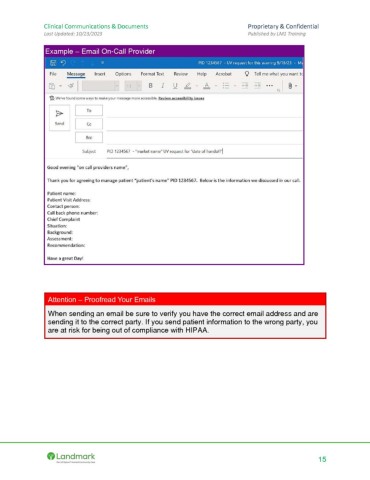 Clinical Communications & Documents Proprietary & Confidential
Last Updated: 10/23/2020 Published by LMS Training
Example – Email On-Call Provider
PID 1234567 - UV request for this evening 9/16/21 - Me
File Message Insert Options Format Text Review Help Acrobat Tell me what you want to
B I U
We found some ways to make your message more accessible. Review accessibility issues
To
Send Cc
Bcc
Subject PID 1234567 - "market name" UV request for "date of handoff"
Good evening "on call providers name",
Thank you for agreeing to manage patient "patient's name" PID 1234567. Below is the information we discussed in our call.
Patient name:
Patient Visit Address:
Contact person:
Call back phone number:
Chief Complaint
Situation:
Background:
Assessment:
Recommendation:
Have a great Day!
Attention – Proofread Your Emails
When sending an email be sure to verify you have the correct email address and are
sending it to the correct party. If you send patient information to the wrong party, you
are at risk for being out of compliance with HIPAA.
Landmark
15